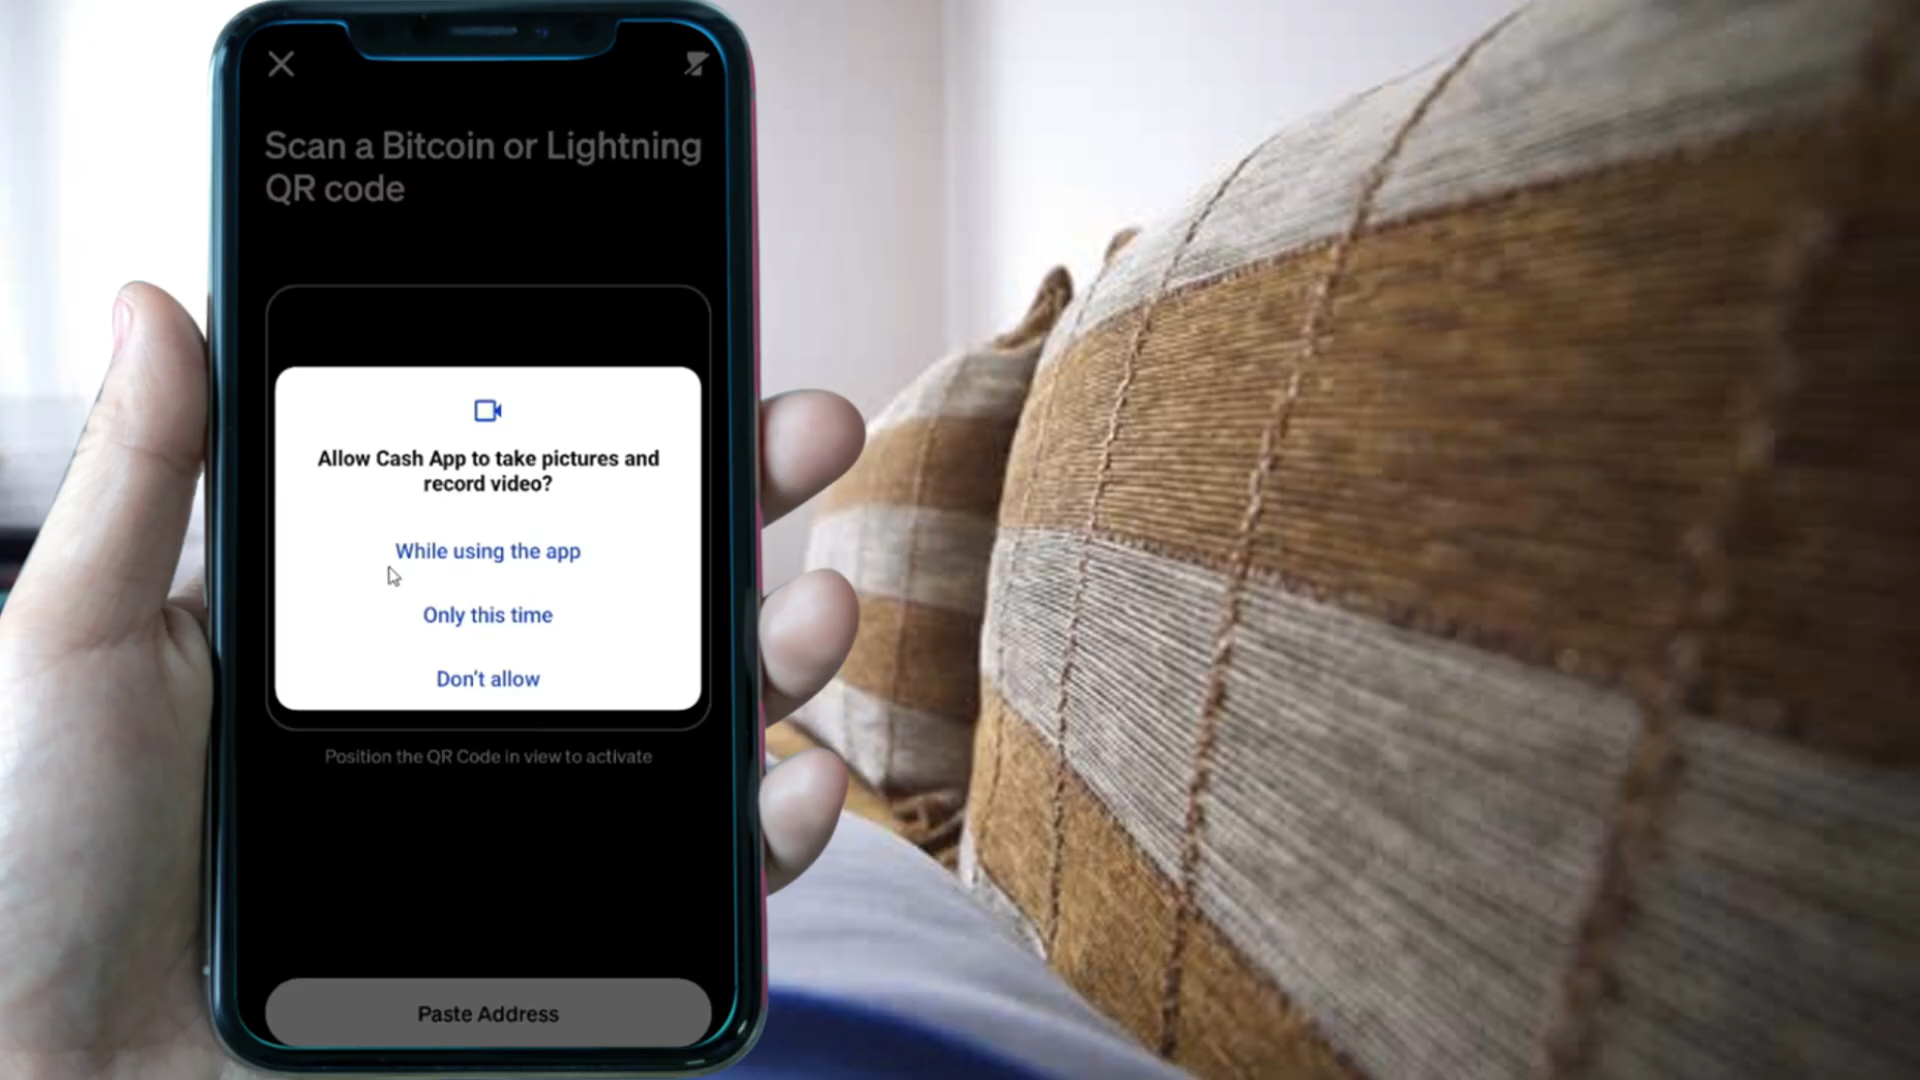 Scan a Bitcoin or Lightning
QR code
Allow Cash App to take pictures and
record video?
While using the app
Only this time
Don't allow
Position the QR Code in view to activate
Paste Address